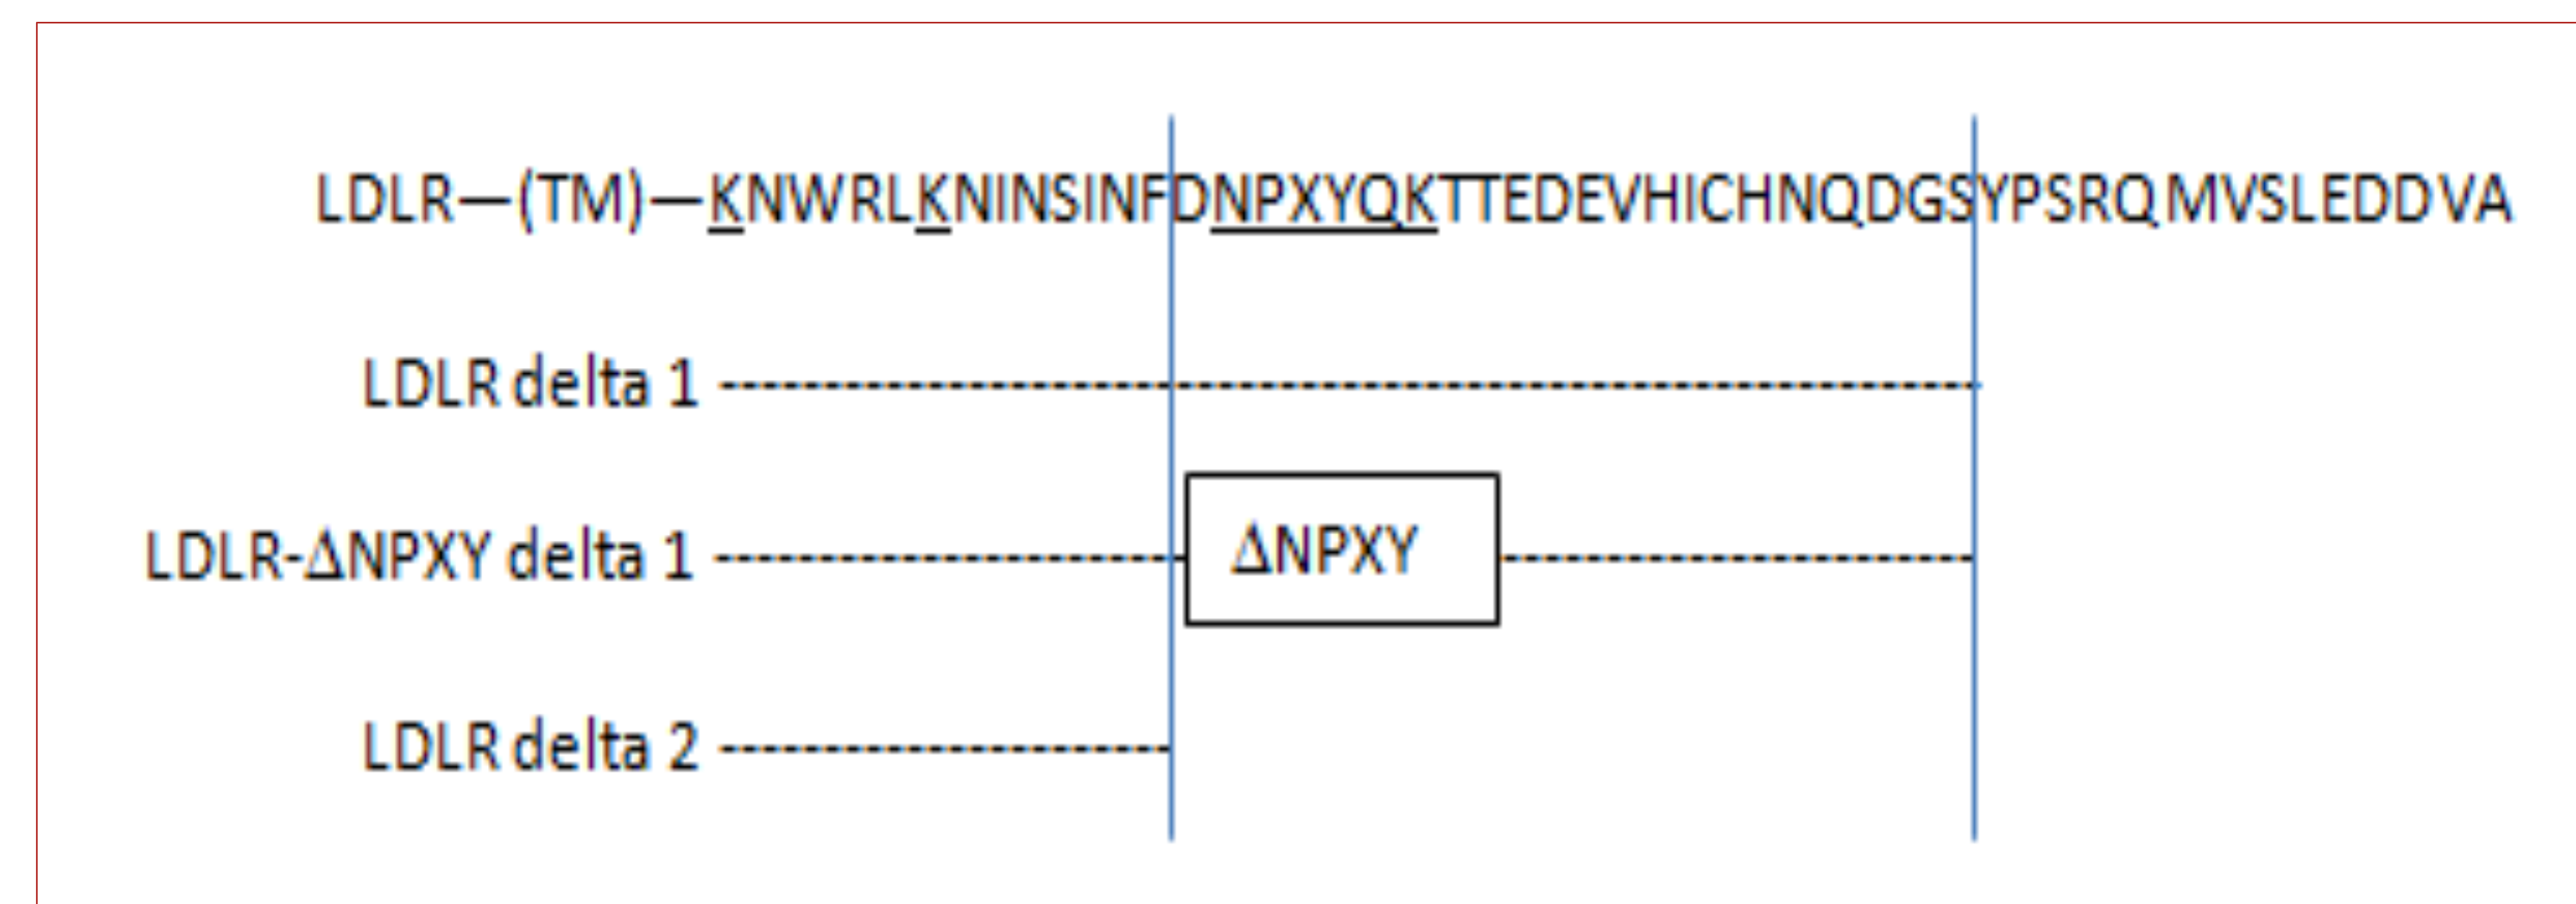 LDLR—(TM)—KNWRLKNINSINFDNPXYQKTTEDEVHICHNQDGSYPSRQMVSLEDDVA
LDLR delta 1
ΔNPXY
LDLR-ΔNPXY delta 1
LDLR delta 2